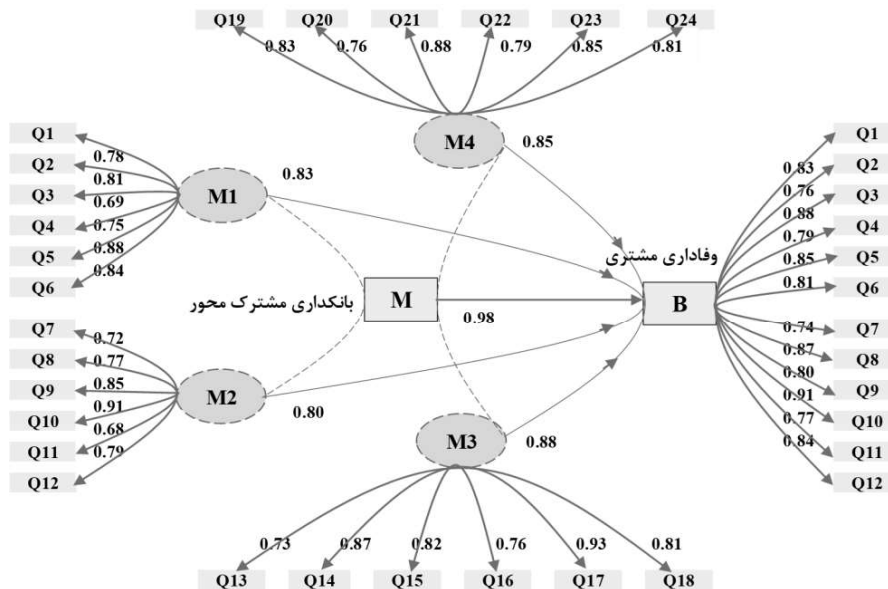 Q19 Q20 Q21 Q22 Q23 Q24
0.83 0.76 0.88 0.79 0.85 0.81
M4
0.85
Q1
Q2
Q3
Q4
Q5
Q6
0.78
0.81
0.69
0.75
0.88
0.84
M1
0.83
Q7
Q8
Q9
Q10
Q11
Q12
0.72
0.77
0.85
0.91
0.68
0.79
M2
0.80
بانکداری مشترک محور
M
0.98
وفاداری مشتری
B
M3
0.88
0.73 0.87 0.82 0.76 0.93 0.81
Q13 Q14 Q15 Q16 Q17 Q18
0.83
0.76
0.88
0.79
0.85
0.81
0.74
0.87
0.80
0.91
0.77
0.84
Q1
Q2
Q3
Q4
Q5
Q6
Q7
Q8
Q9
Q10
Q11
Q12